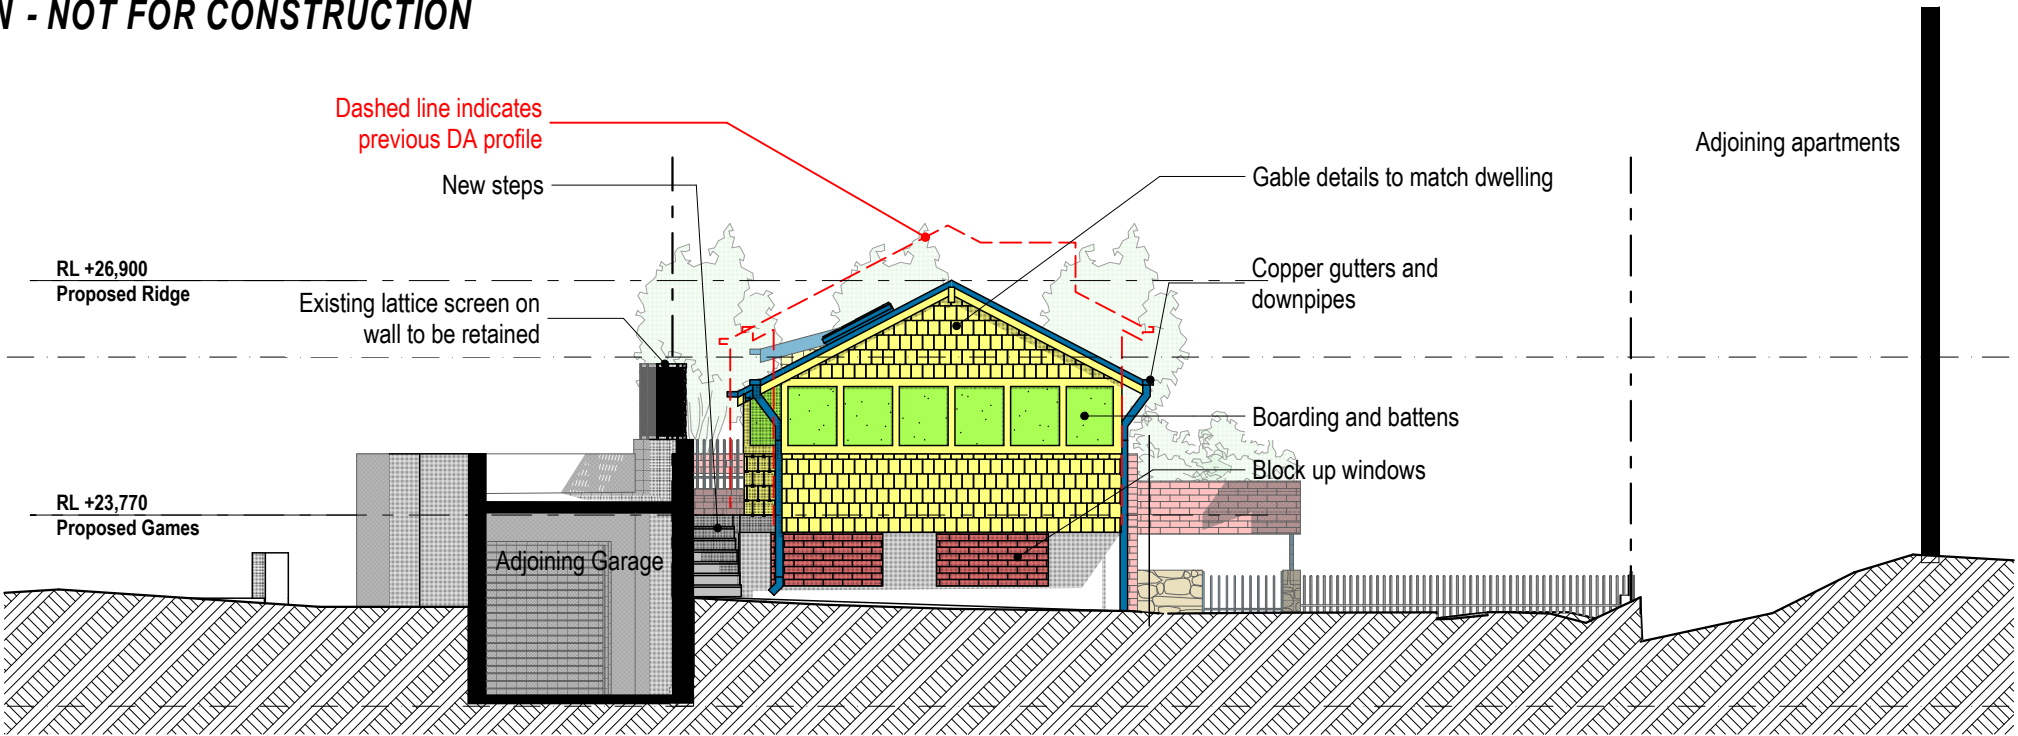 - NOT FOR CONSTRUCTION
Dashed line indicates
previous DA profile
New steps
Adjoining apartments
Gable details to match dwelling
RL +26,900
Proposed Ridge
Existing lattice screen on
wall to be retained
Copper gutters and
downpipes
Boarding and battens
Block up windows
RL +23,770
Proposed Games
Adjoining Garage